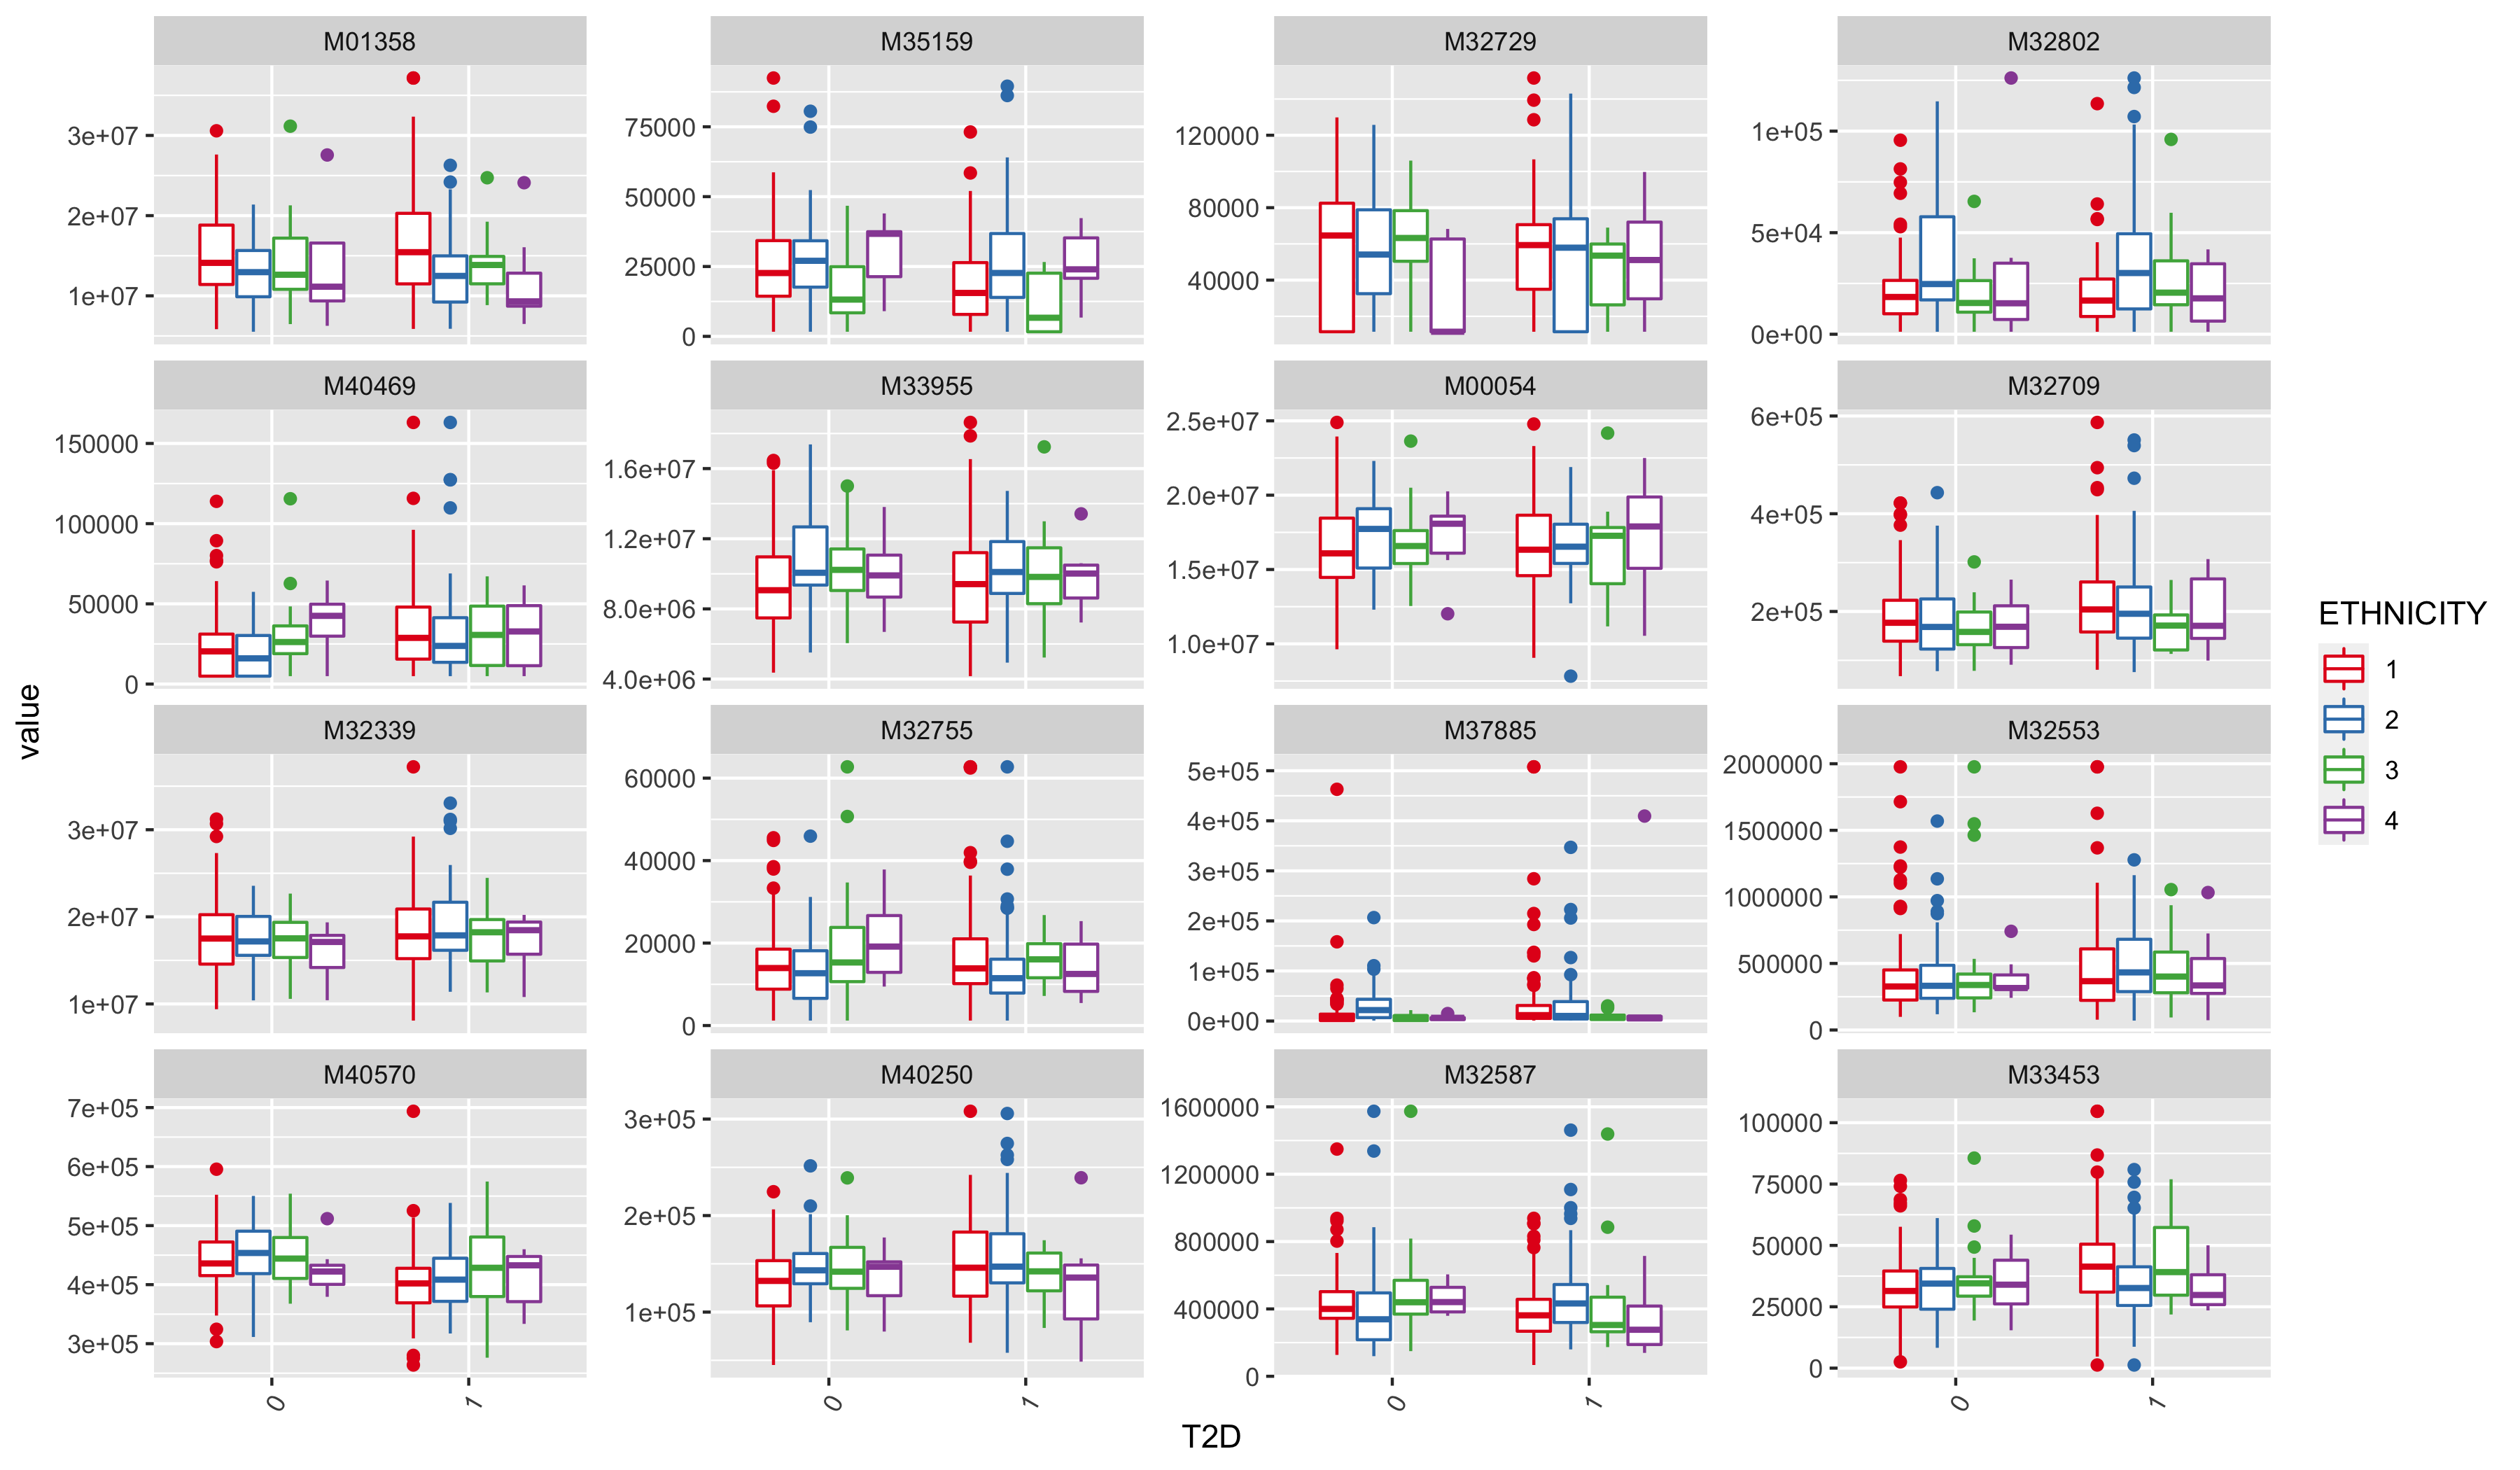 M01358 M35159 M32729 M32802
3e+07
2e+07
1e+07
75000
50000
25000
0
120000
80000
40000
1e+05
5e+04
0e+00
M40469 M33955 M00054 M32709
150000
100000
50000
0
1.6e+07
1.2e+07
8.0e+06
4.0e+06
2.5e+07
2.0e+07
1.5e+07
1.0e+07
6e+05
4e+05
2e+05
M32339 M32755 M37885 M32553
3e+07
2e+07
1e+07
60000
40000
20000
0
5e+05
4e+05
3e+05
2e+05
1e+05
0e+00
2000000
1500000
1000000
500000
0
M40570 M40250 M32587 M33453
7e+05
6e+05
5e+05
4e+05
3e+05
3e+05
2e+05
1e+05
1600000
1200000
800000
400000
0
100000
75000
50000
25000
0
0 1 0 1 0 1 0 1
T2D
value
ETHNICITY
1
2
3
4